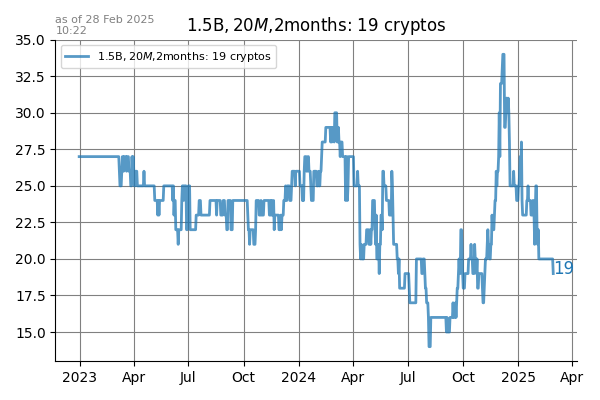 as of 28 Feb 2025
10:22
1.5B, 20M,2months: 19 cryptos
1.5B, 20M,2months: 19 cryptos
35.0
32.5
30.0
27.5
25.0
22.5
20.0
17.5
15.0
19
2023 Apr Jul Oct 2024 Apr Jul Oct 2025 Apr